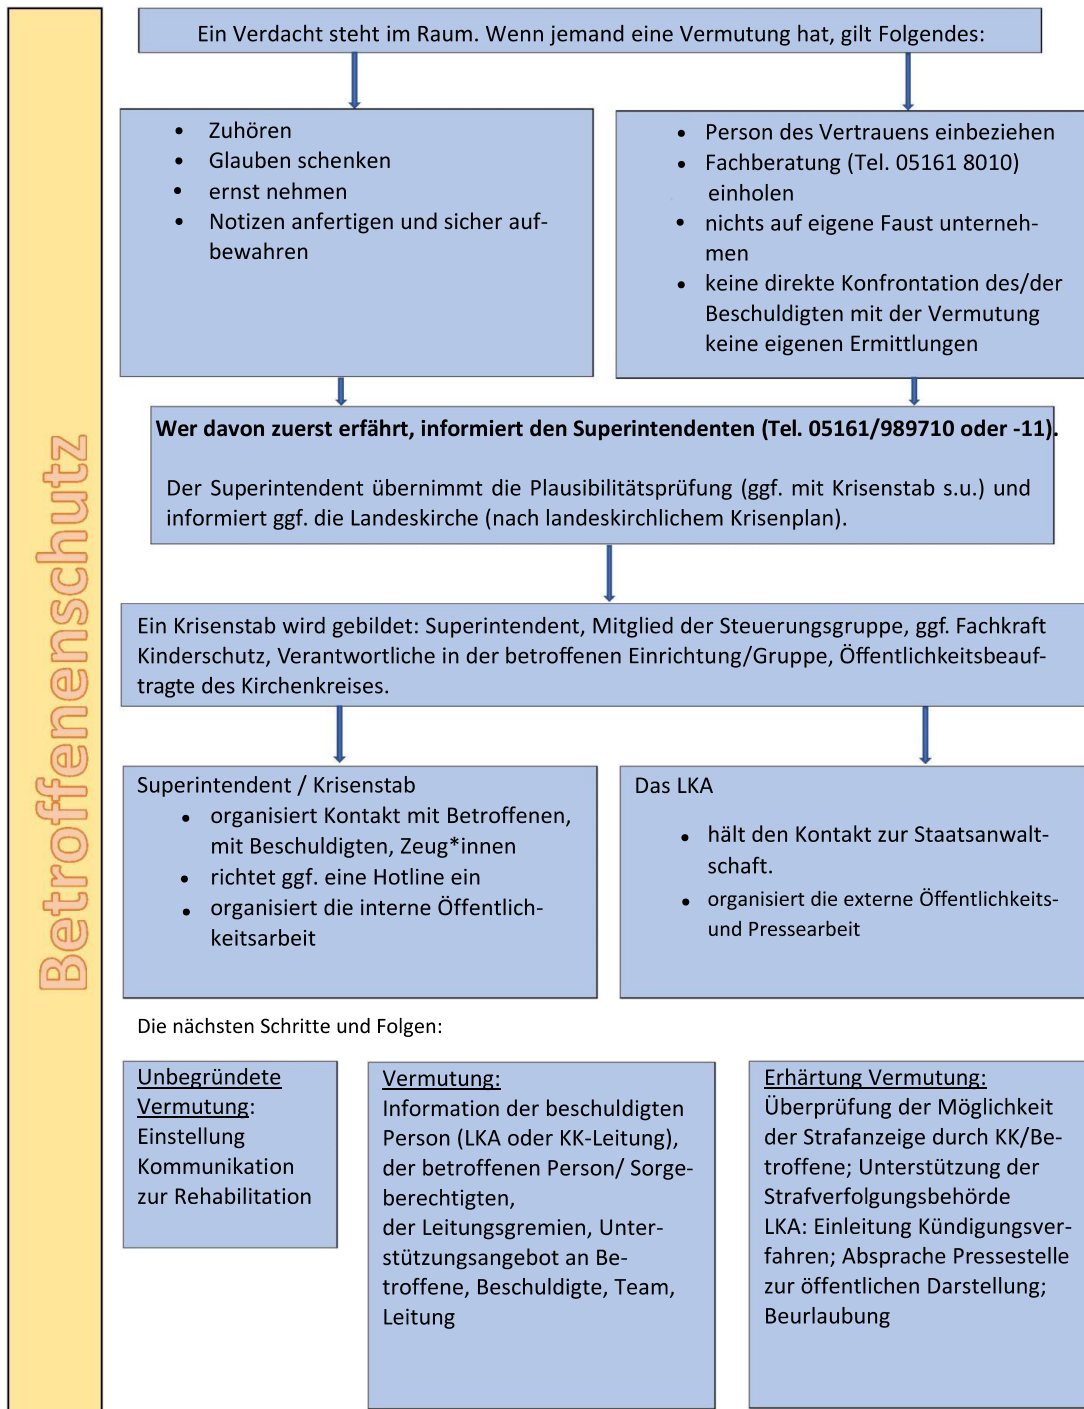 Betroffenenschutz
Ein Verdacht steht im Raum. Wenn jemand eine Vermutung hat, gilt Folgendes:
• Zuhören
• Glauben schenken
• ernst nehmen
• Notizen anfertigen und sicher auf-
bewahren
• Person des Vertrauens einbeziehen
• Fachberatung (Tel. 05161 8010)
einholen
• nichts auf eigene Faust unterneh-
men
• keine direkte Konfrontation des/der
Beschuldigten mit der Vermutung
keine eigenen Ermittlungen
Wer davon zuerst erfährt, informiert den Superintendenten (Tel. 05161/989710 oder -11).
Der Superintendent übernimmt die Plausibilitätsprüfung (ggf. mit Krisenstab s.u.) und
informiert ggf. die Landeskirche (nach landeskirchlichem Krisenplan).
Ein Krisenstab wird gebildet: Superintendent, Mitglied der Steuerungsgruppe, ggf. Fachkraft
Kinderschutz, Verantwortliche in der betroffenen Einrichtung/Gruppe, Öffentlichkeitsbeauf-
tragte des Kirchenkreises.
Superintendent / Krisenstab
• organisiert Kontakt mit Betroffenen,
mit Beschuldigten, Zeug*innen
• richtet ggf. eine Hotline ein
• organisiert die interne Öffentlich-
keitsarbeit
Das LKA
• hält den Kontakt zur Staatsanwalt-
schaft.
• organisiert die externe Öffentlichkeits-
und Pressearbeit
Die nächsten Schritte und Folgen:
Unbegründete
Vermutung:
Einstellung
Kommunikation
zur Rehabilitation
Vermutung:
Information der beschuldigten
Person (LKA oder KK-Leitung),
der betroffenen Person/ Sorge-
berechtigten,
der Leitungsgremien, Unter-
stützungsangebot an Be-
troffene, Beschuldigte, Team,
Leitung
Erhärtung Vermutung:
Überprüfung der Möglichkeit
der Strafanzeige durch KK/Be-
troffene; Unterstützung der
Strafverfolgungsbehörde
LKA: Einleitung Kündigungsver-
fahren; Absprache Pressestelle
zur öffentlichen Darstellung;
Beurlaubung